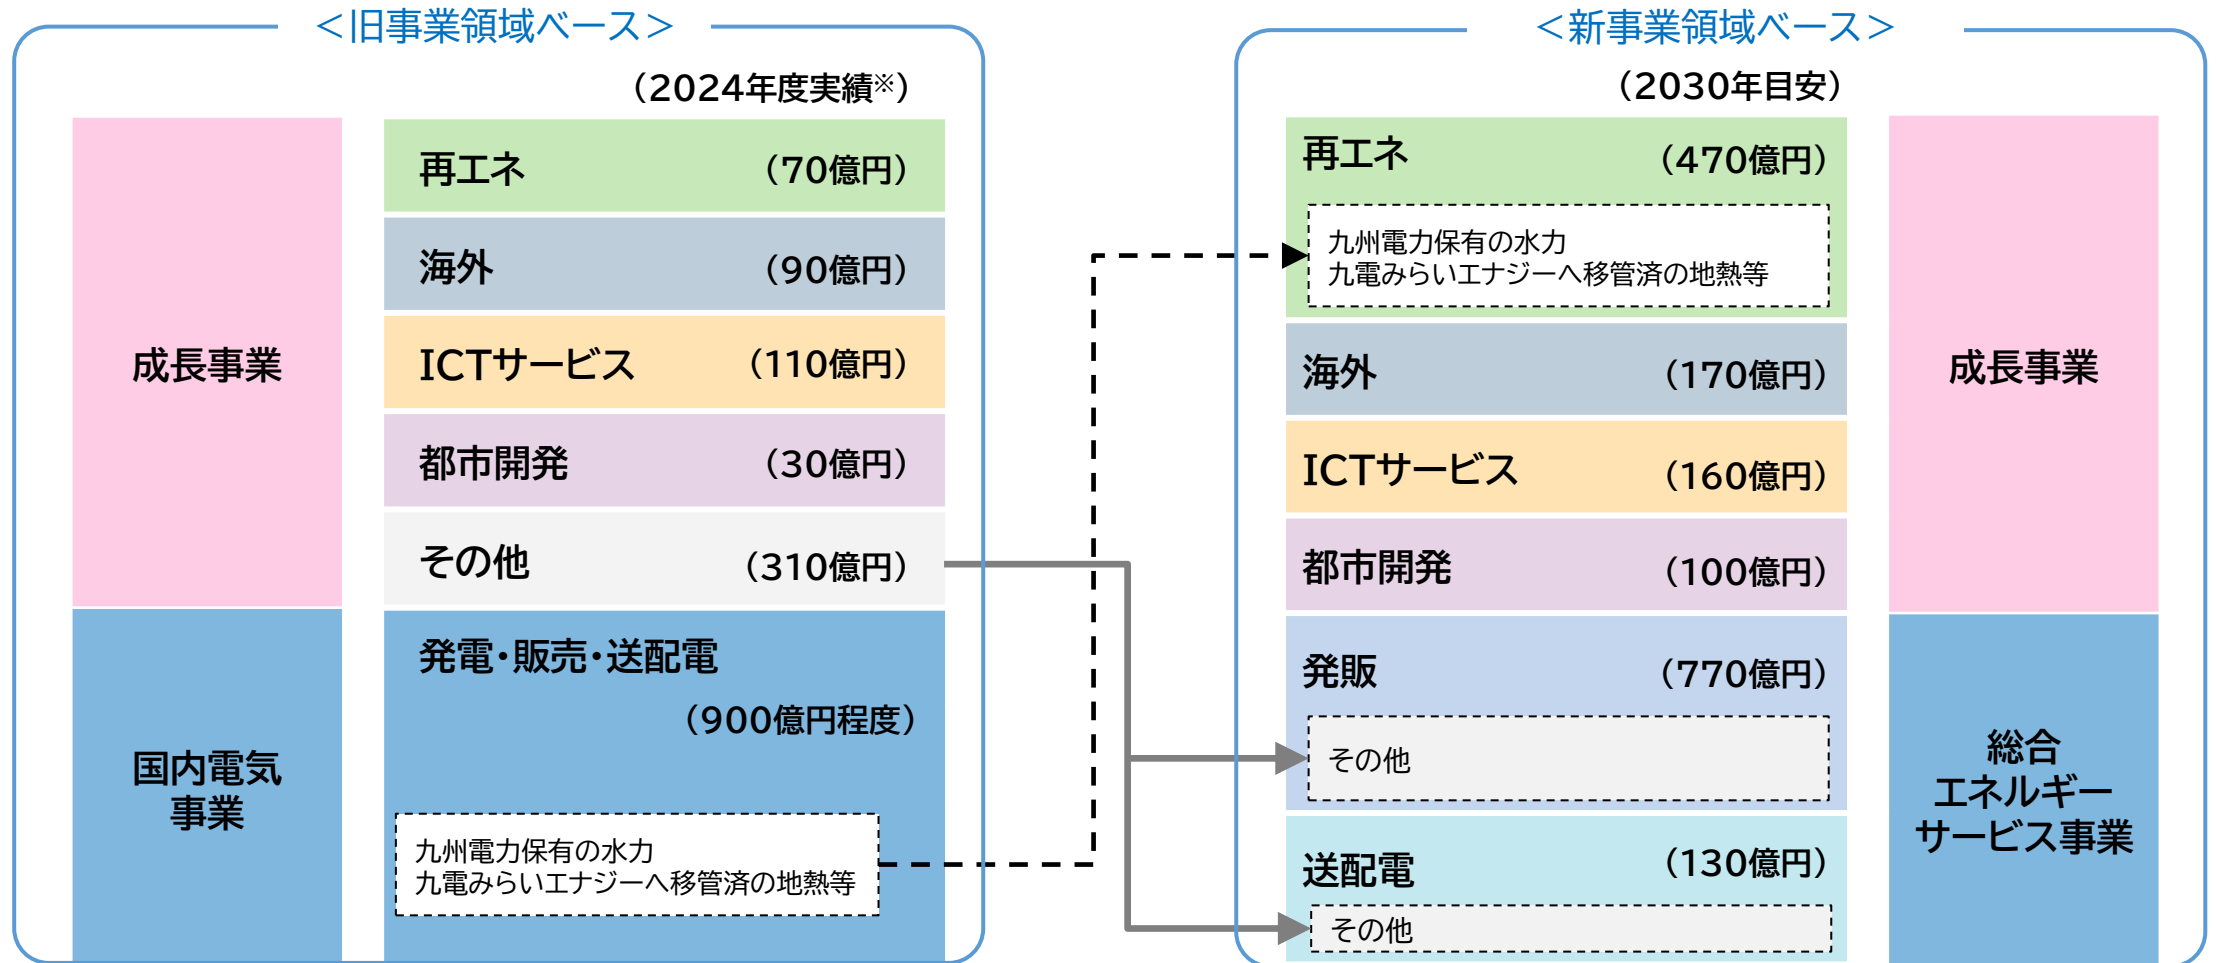 ＜旧事業領域ベース＞
（2024年度実績※）
成長事業
再エネ （70億円）
海外 （90億円）
ICTサービス （110億円）
都市開発 （30億円）
その他 （310億円）
国内電気
事業
発電・販売・送配電
（900億円程度）
九州電力保有の水力
九電みらいエナジーへ移管済の地熱等
＜新事業領域ベース＞
（2030年目安）
再エネ （470億円）
九州電力保有の水力
九電みらいエナジーへ移管済の地熱等
海外 （170億円）
ICTサービス （160億円）
都市開発 （100億円）
成長事業
発販 （770億円）
その他
送配電 （130億円）
その他
総合
エネルギー
サービス事業